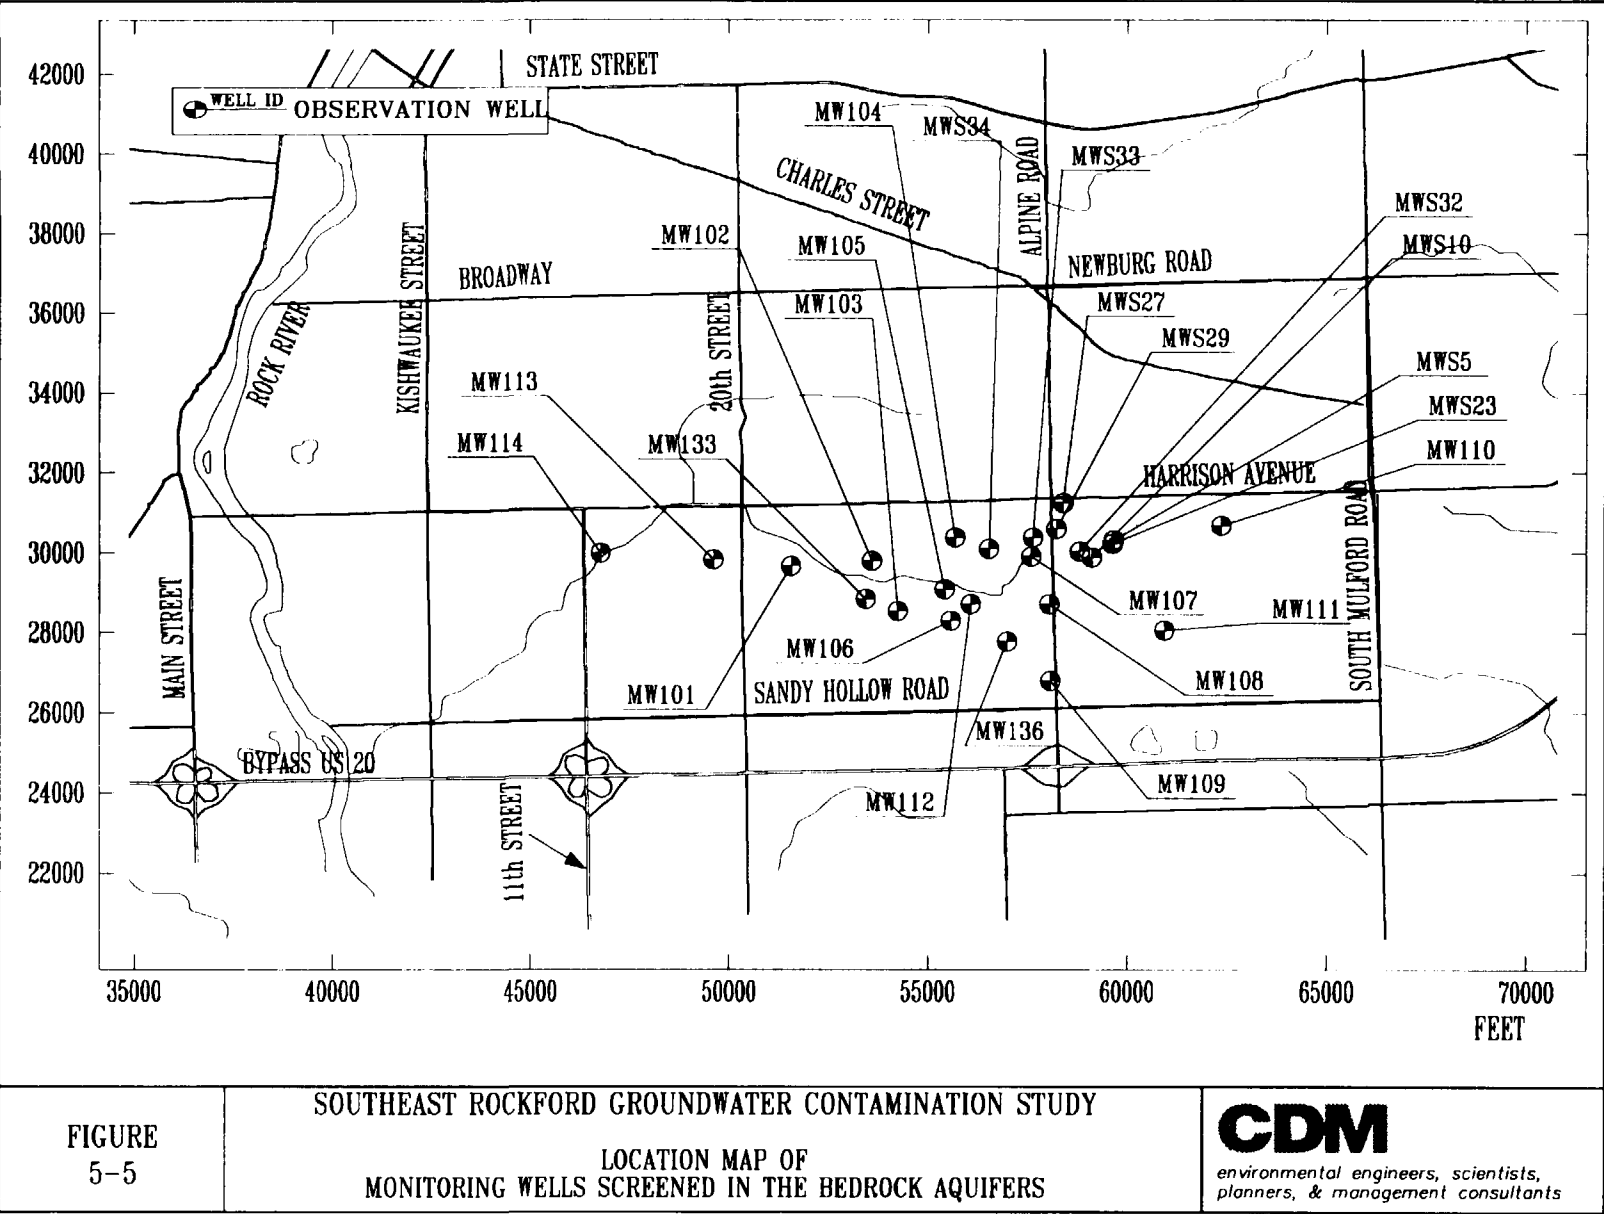 STATE STREET
42000
WELL ID OBSERVATION WELL
MW104
MWS34
40000
MWS33
CHARLES STREET
ALPINE ROAD
MWS32
38000
MW102
MW105
MWS10
KISHWAUKEE STREET
BROADWAY
NEWBURG ROAD
36000
MW103
MWS27
ROCK RIVER
20th STREET
MWS29
34000
MW113
MWS5
MWS23
MW114
MW133
MW110
32000
HARRISON AVENUE
SOUTH MULFORD ROAD
30000
MAIN STREET
MW107
MW111
28000
MW106
MW101
SANDY HOLLOW ROAD
MW108
26000
MW136
BYPASS US 20
24000
MW112
MW109
11th STREET
22000
35000 40000 45000 50000 55000 60000 65000 70000
FEET
FIGURE
5-5
SOUTHEAST ROCKFORD GROUNDWATER CONTAMINATION STUDY
LOCATION MAP OF
MONITORING WELLS SCREENED IN THE BEDROCK AQUIFERS
CDM
environmental engineers, scientists,
planners, & management consultants